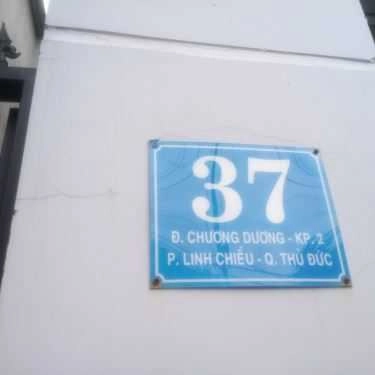 37
Đ. CHƯƠNG DƯƠNG - KP. 2
P. LINH CHIỂU - Q. THỦ ĐỨC